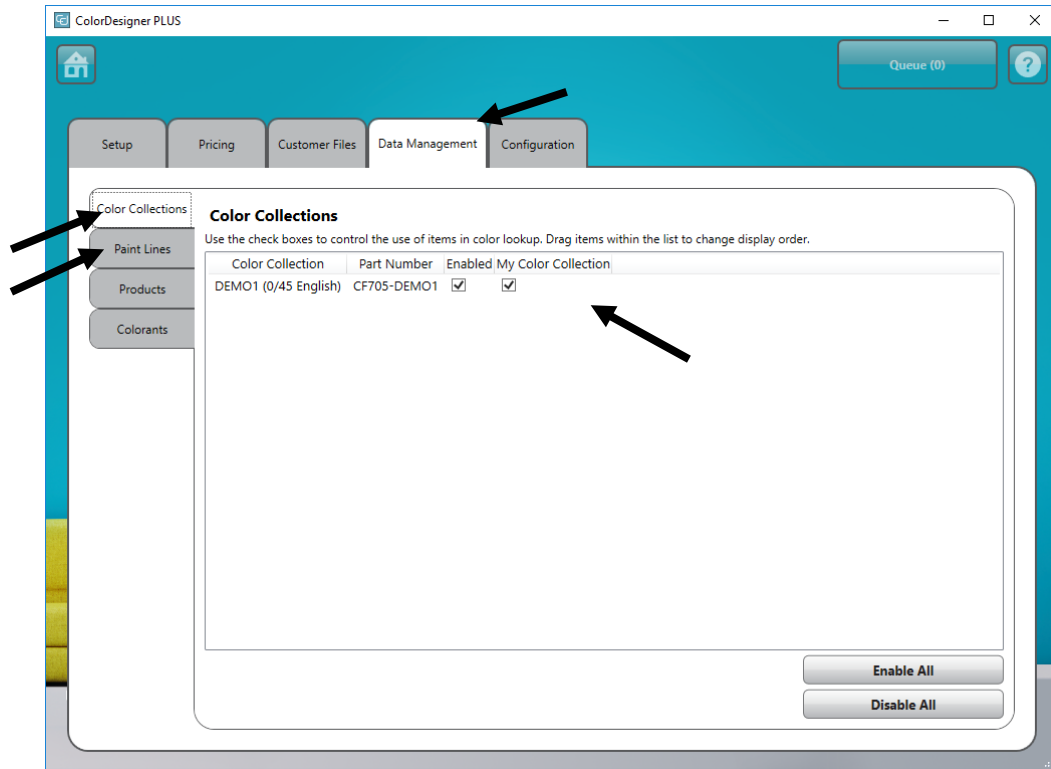 ColorDesigner PLUS
Queue (0)
?
Setup Pricing Customer Files Data Management Configuration
Color Collections
Paint Lines
Products
Colorants
Color Collections
Use the check boxes to control the use of items in color lookup. Drag items within the list to change display order.
Color Collection Part Number Enabled My Color Collection
DEMO1 (0/45 English) CF705-DEMO1
Enable All
Disable All